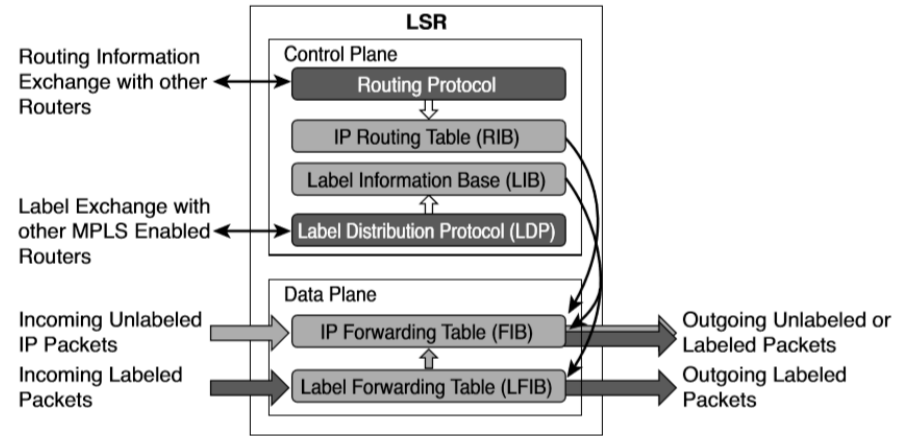 LSR
Control Plane
Routing Information
Exchange with other
Routers
Routing Protocol
IP Routing Table (RIB)
Label Information Base (LIB)
Label Exchange with
other MPLS Enabled
Routers
Label Distribution Protocol (LDP)
Data Plane
Incoming Unlabeled
IP Packets
IP Forwarding Table (FIB)
Outgoing Unlabeled or
Labeled Packets
Incoming Labeled
Packets
Label Forwarding Table (LFIB)
Outgoing Labeled
Packets